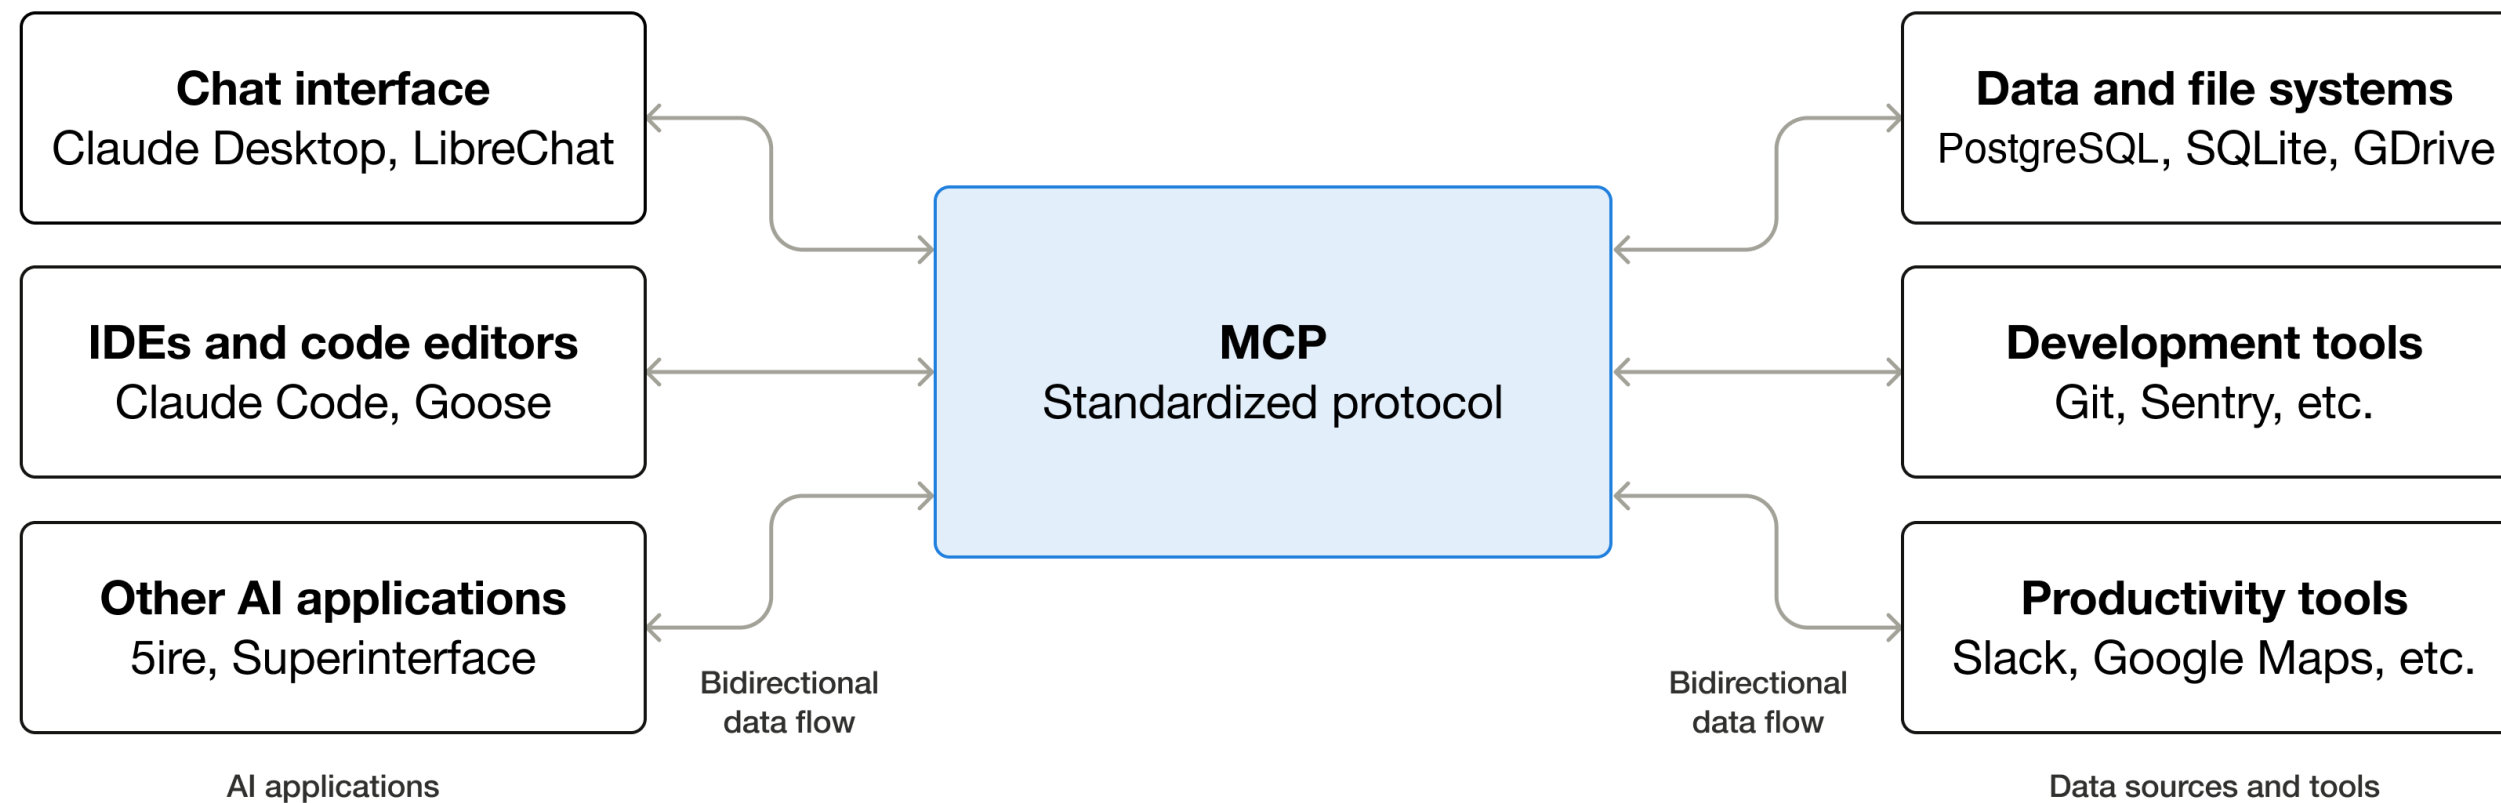 Chat interface
Claude Desktop, LibreChat
IDEs and code editors
Claude Code, Goose
Other AI applications
5ire, Superinterface
AI applications
Bidirectional
data flow
MCP
Standardized protocol
Bidirectional
data flow
Data and file systems
PostgreSQL, SQLite, GDrive
Development tools
Git, Sentry, etc.
Productivity tools
Slack, Google Maps, etc.
Data sources and tools